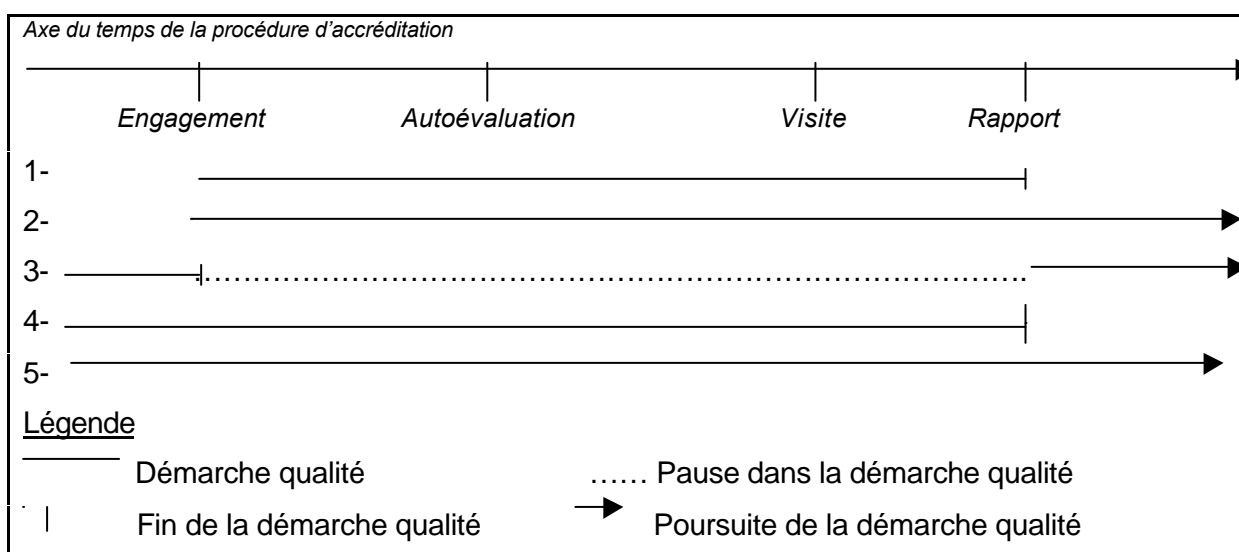 Axe du temps de la procédure d'accréditation
Engagement Autoévaluation Visite Rapport
1-
2-
3-
4-
5-
Légende
Démarche qualité …… Pause dans la démarche qualité
Fin de la démarche qualité Poursuite de la démarche qualité